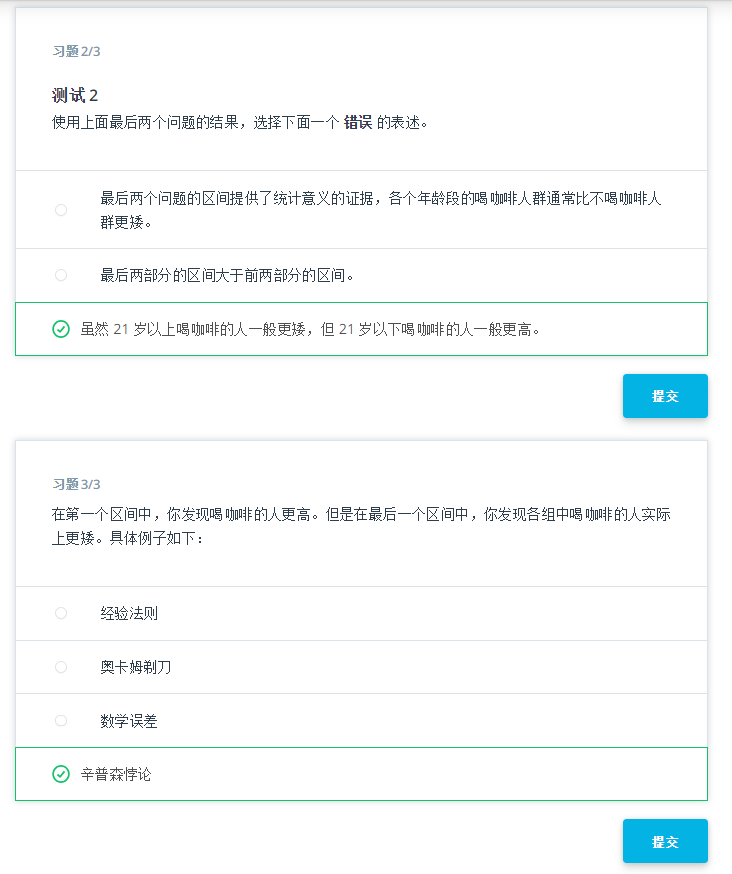 习题 2/3
测试 2
使用上面最后两个问题的结果，选择下面一个 错误 的表述。
最后两个问题的区间提供了统计意义的证据，各个年龄段的喝咖啡人群通常比不喝咖啡人
群更矮。
最后两部分的区间大于前两部分的区间。
虽然 21 岁以上喝咖啡的人一般更矮，但 21 岁以下喝咖啡的人一般更高。
提交
习题 3/3
在第一个区间中，你发现喝咖啡的人更高。但是在最后一个区间中，你发现各组中喝咖啡的人实际
上更矮。具体例子如下：
经验法则
奥卡姆剃刀
数学误差
辛普森悖论
提交